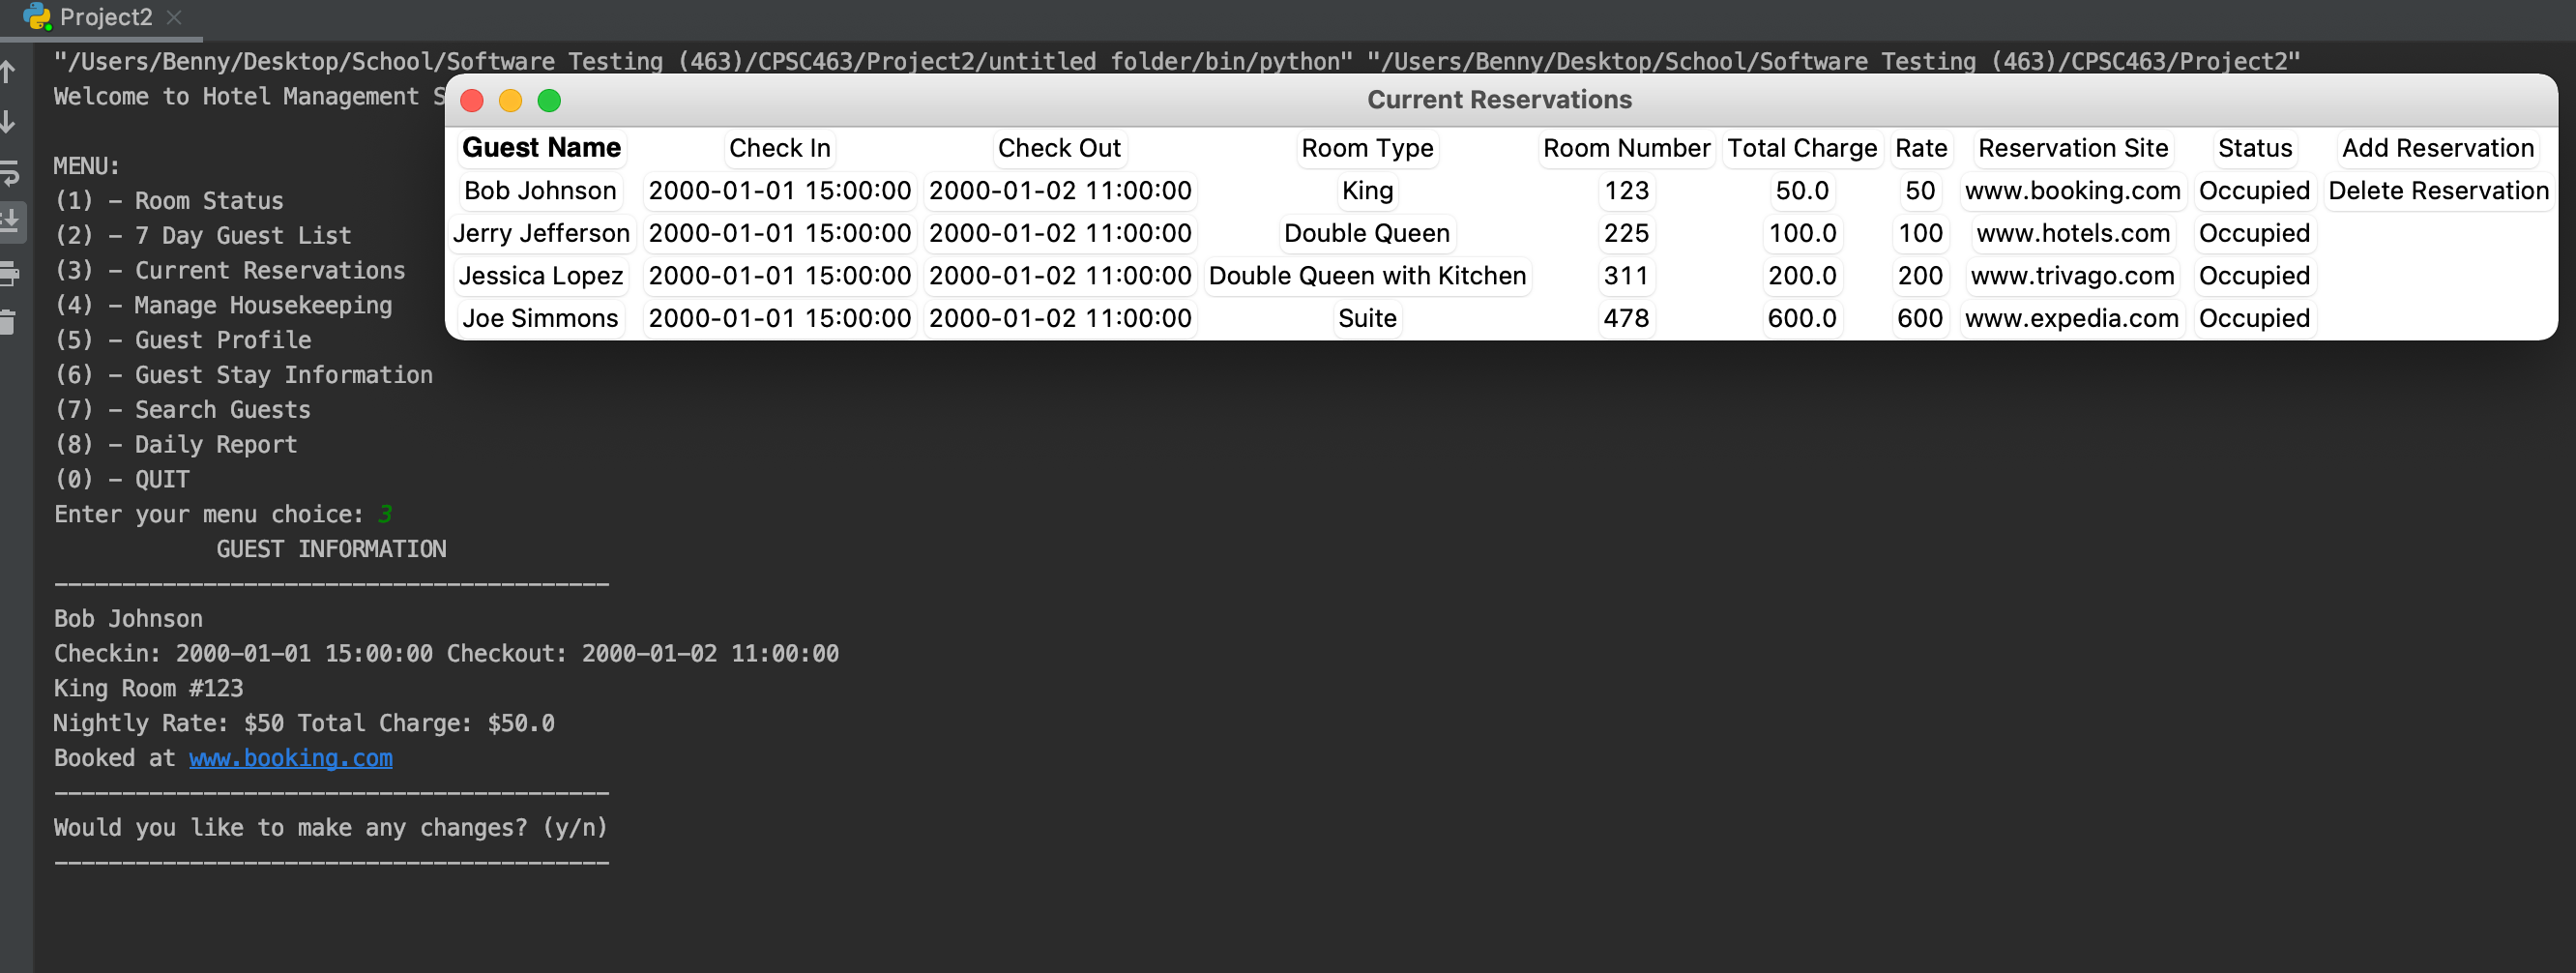 Project2
"/Users/Benny/Desktop/School/Software Testing (463)/CPSC463/Project2/untitled folder/bin/python" "/Users/Benny/Desktop/School/Software Testing (463)/CPSC463/Project2"
Welcome to Hotel Management S
Current Reservations
Guest Name Check In Check Out Room Type Room Number Total Charge Rate Reservation Site Status Add Reservation
Bob Johnson 2000-01-01 15:00:00 2000-01-02 11:00:00 King 123 50.0 50 www.booking.com Occupied Delete Reservation
Jerry Jefferson 2000-01-01 15:00:00 2000-01-02 11:00:00 Double Queen 225 100.0 100 www.hotels.com Occupied
Jessica Lopez 2000-01-01 15:00:00 2000-01-02 11:00:00 Double Queen with Kitchen 311 200.0 200 www.trivago.com Occupied
Joe Simmons 2000-01-01 15:00:00 2000-01-02 11:00:00 Suite 478 600.0 600 www.expedia.com Occupied
MENU:
(1) - Room Status
(2) - 7 Day Guest List
(3) - Current Reservations
(4) - Manage Housekeeping
(5) - Guest Profile
(6) - Guest Stay Information
(7) - Search Guests
(8) - Daily Report
(0) - QUIT
Enter your menu choice: 3
GUEST INFORMATION
-----------------------------------------
Bob Johnson
Checkin: 2000-01-01 15:00:00 Checkout: 2000-01-02 11:00:00
King Room #123
Nightly Rate: $50 Total Charge: $50.0
Booked at www.booking.com
-----------------------------------------
Would you like to make any changes? (y/n)
-----------------------------------------